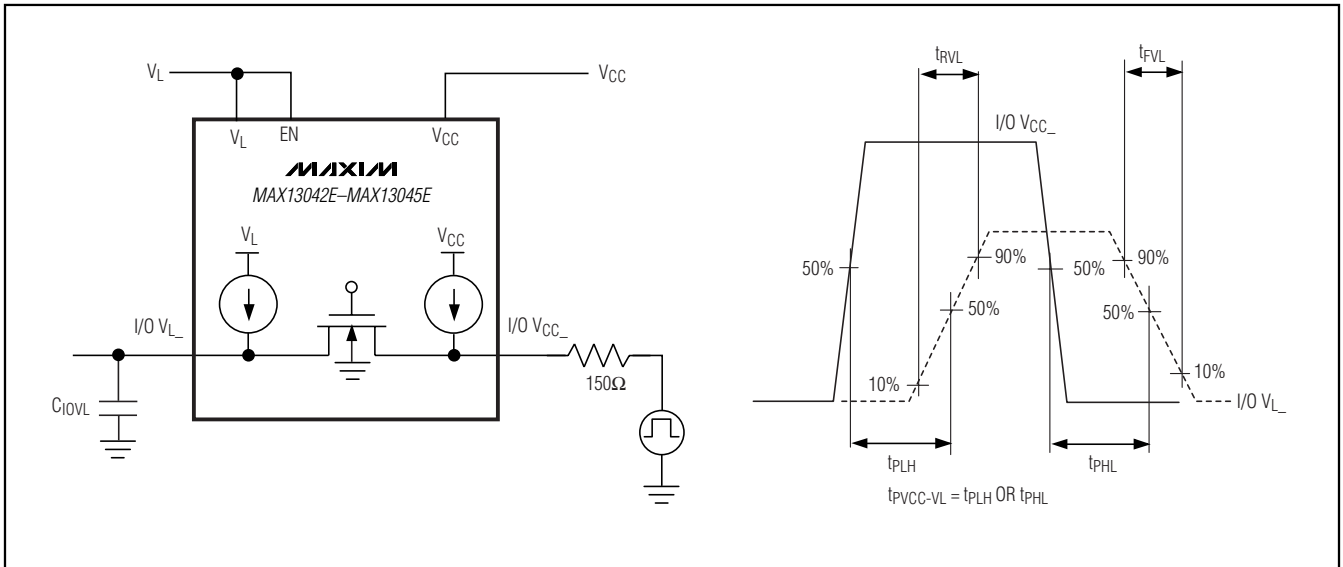 VL
VCC
VL
EN
VCC
MAXIM
MAX13042E–MAX13045E
VL
VCC
I/O VL_
I/O VCC_
150Ω
CIOVL
tRVL
tFVL
I/O VCC_
50%
90%
50%
10%
50%
90%
50%
10%
I/O VL_
tPLH
tPHL
tPVCC-VL = tPLH OR tPHL